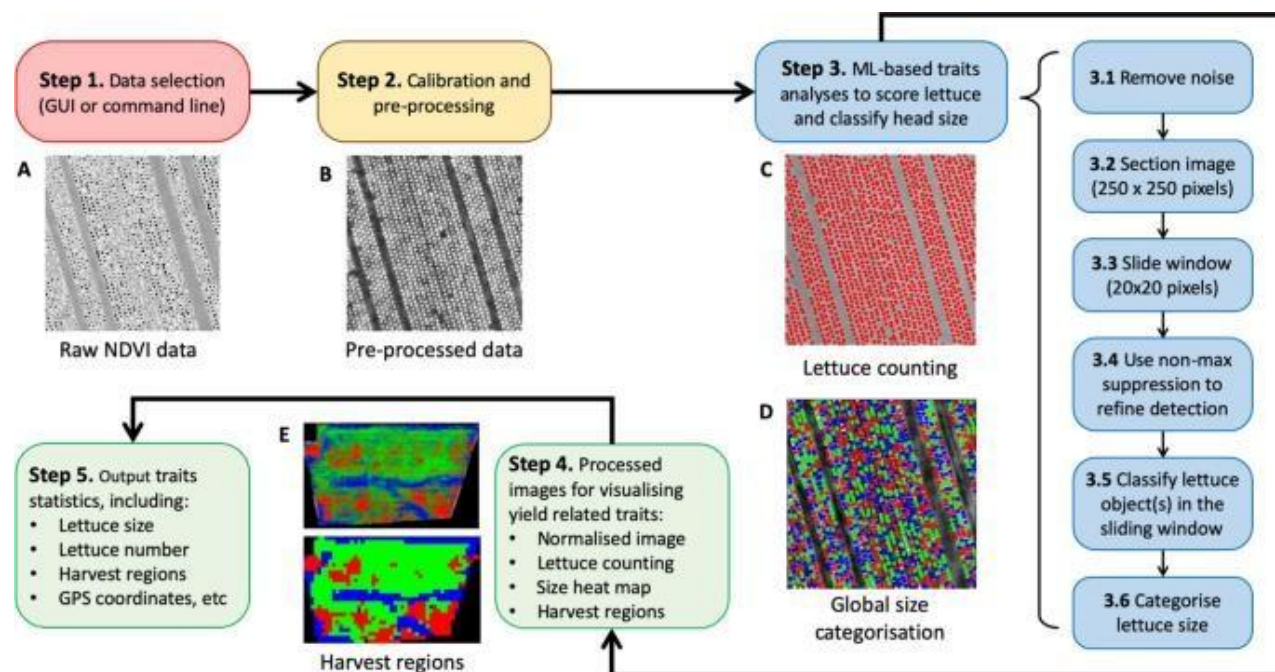 Step 1. Data selection
(GUI or command line)
Step 2. Calibration and
pre-processing
Step 3. ML-based traits
analyses to score lettuce
and classify head size
A
Raw NDVI data
B
Pre-processed data
C
Lettuce counting
D
Global size
categorisation
3.1 Remove noise
3.2 Section image
(250 x 250 pixels)
3.3 Slide window
(20x20 pixels)
3.4 Use non-max
suppression to
refine detection
3.5 Classify lettuce
object(s) in the
sliding window
3.6 Categorise
lettuce size
Step 4. Processed
images for visualising
yield related traits:
• Normalised image
• Lettuce counting
• Size heat map
• Harvest regions
E
Harvest regions
Step 5. Output traits
statistics, including:
• Lettuce size
• Lettuce number
• Harvest regions
• GPS coordinates, etc